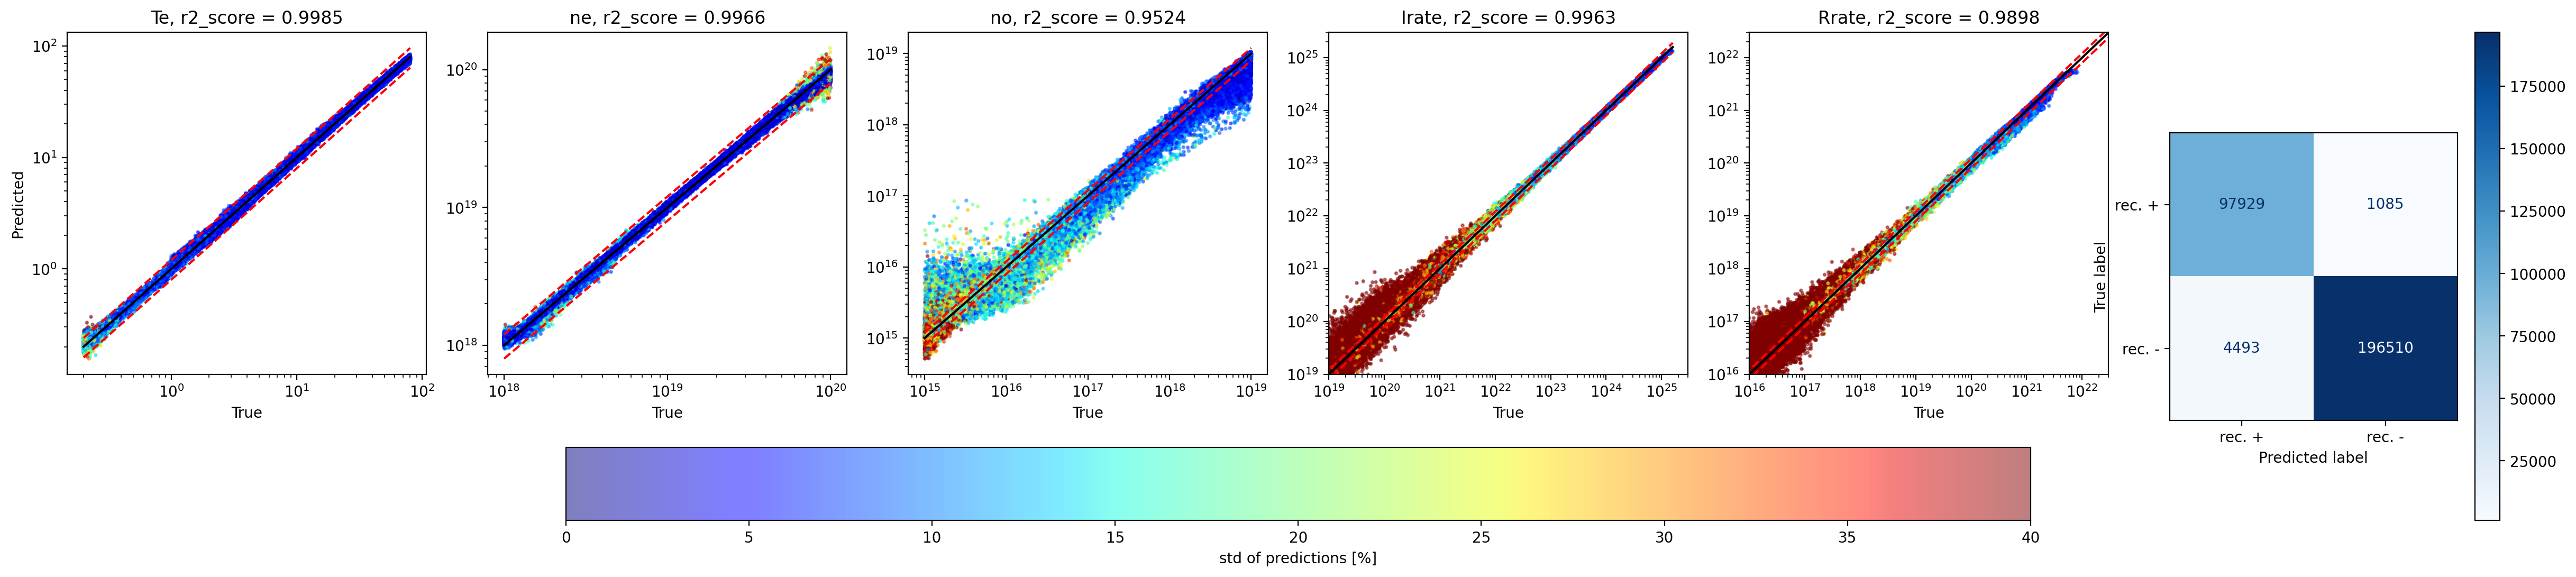 Te, r2_score = 0.9985
10²
10¹
10⁰
Predicted
10⁰ 10¹ 10²
True
ne, r2_score = 0.9966
10²⁰
10¹⁹
10¹⁸
10¹⁸ 10¹⁹ 10²⁰
True
no, r2_score = 0.9524
10¹⁹
10¹⁸
10¹⁷
10¹⁶
10¹⁵
10¹⁵ 10¹⁶ 10¹⁷ 10¹⁸ 10¹⁹
True
Irate, r2_score = 0.9963
10²⁵
10²⁴
10²³
10²²
10²¹
10²⁰
10¹⁹
10¹⁹ 10²⁰ 10²¹ 10²² 10²³ 10²⁴ 10²⁵
True
Rrate, r2_score = 0.9898
10²²
10²¹
10²⁰
10¹⁹
10¹⁸
10¹⁷
10¹⁶
10¹⁶ 10¹⁷ 10¹⁸ 10¹⁹ 10²⁰ 10²¹ 10²²
True
True label
rec. + 97929 1085
rec. - 4493 196510
rec. + rec. -
Predicted label
175000
150000
125000
100000
75000
50000
25000
0 5 10 15 20 25 30 35 40
std of predictions [%]